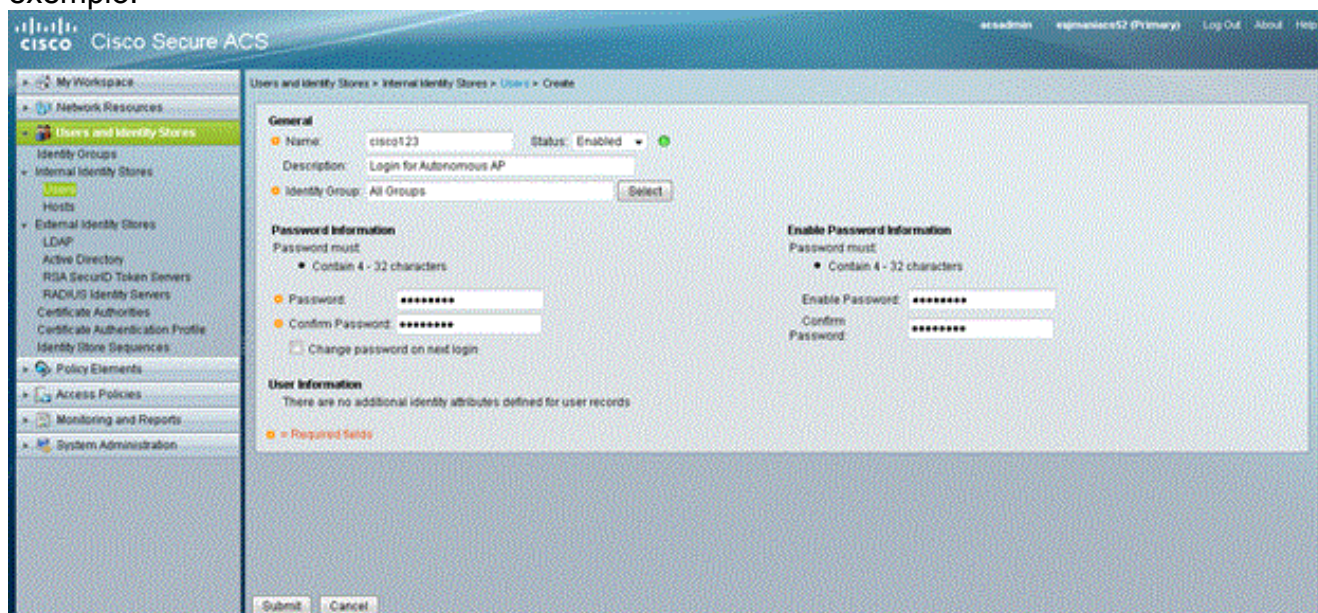 exemplo:
cisco Cisco Secure ACS
acsadmin (Primary) Log Out About Help
My Workspace
Network Resources
Users and Identity Stores
Identity Groups
Internal Identity Stores
Users
Hosts
External Identity Stores
LDAP
Active Directory
RSA SecurID Token Servers
RADIUS Identity Servers
Certificate Authorities
Certificate Authentication Profile
Identity Store Sequences
Policy Elements
Access Policies
Monitoring and Reports
System Administration
Users and Identity Stores > Internal Identity Stores > Users > Create
General
Name: cisco123 Status: Enabled
Description: Login for Autonomous AP
Identity Group: All Groups Select
Password Information
Password must:
• Contain 4 - 32 characters
Password: ••••••••
Confirm Password: ••••••••
Change password on next login
Enable Password Information
Password must:
• Contain 4 - 32 characters
Enable Password: ••••••••
Confirm
Password: ••••••••
User Information
There are no additional identity attributes defined for user records
= Required fields
Submit Cancel